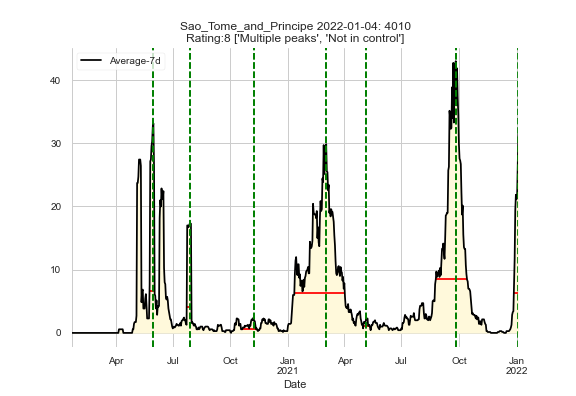 Sao_Tome_and_Principe 2022-01-04: 4010
Rating:8 ['Multiple peaks', 'Not in control']
Average-7d
40
30
20
10
0
Apr Jul Oct Jan Apr Jul Oct Jan
2021 2022
Date